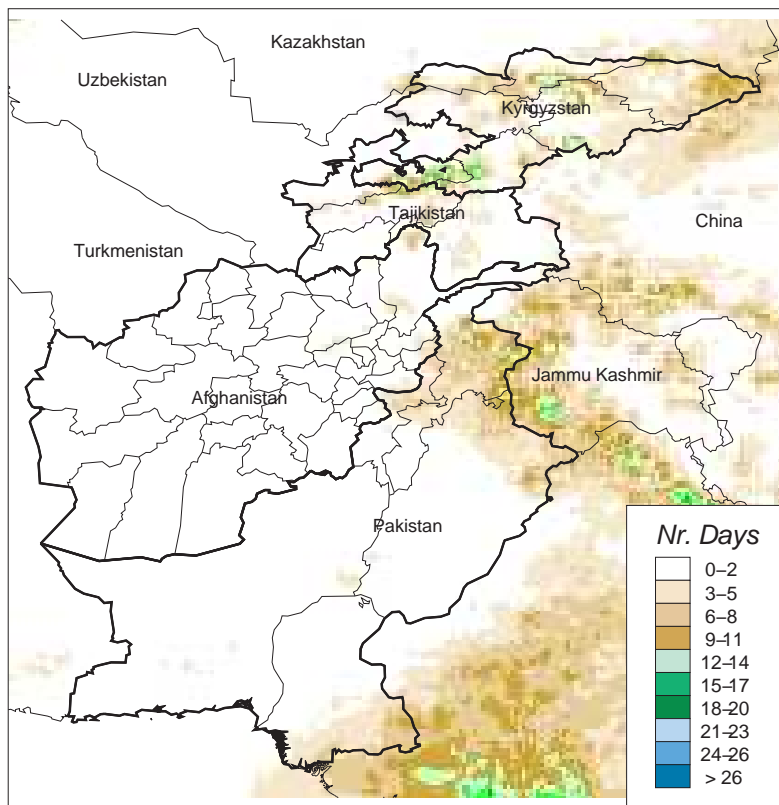 Kazakhstan
Uzbekistan
Kyrgyzstan
Tajikistan
China
Turkmenistan
Jammu Kashmir
Afghanistan
Pakistan
Nr. Days
0–2
3–5
6–8
9–11
12–14
15–17
18–20
21–23
24–26
> 26